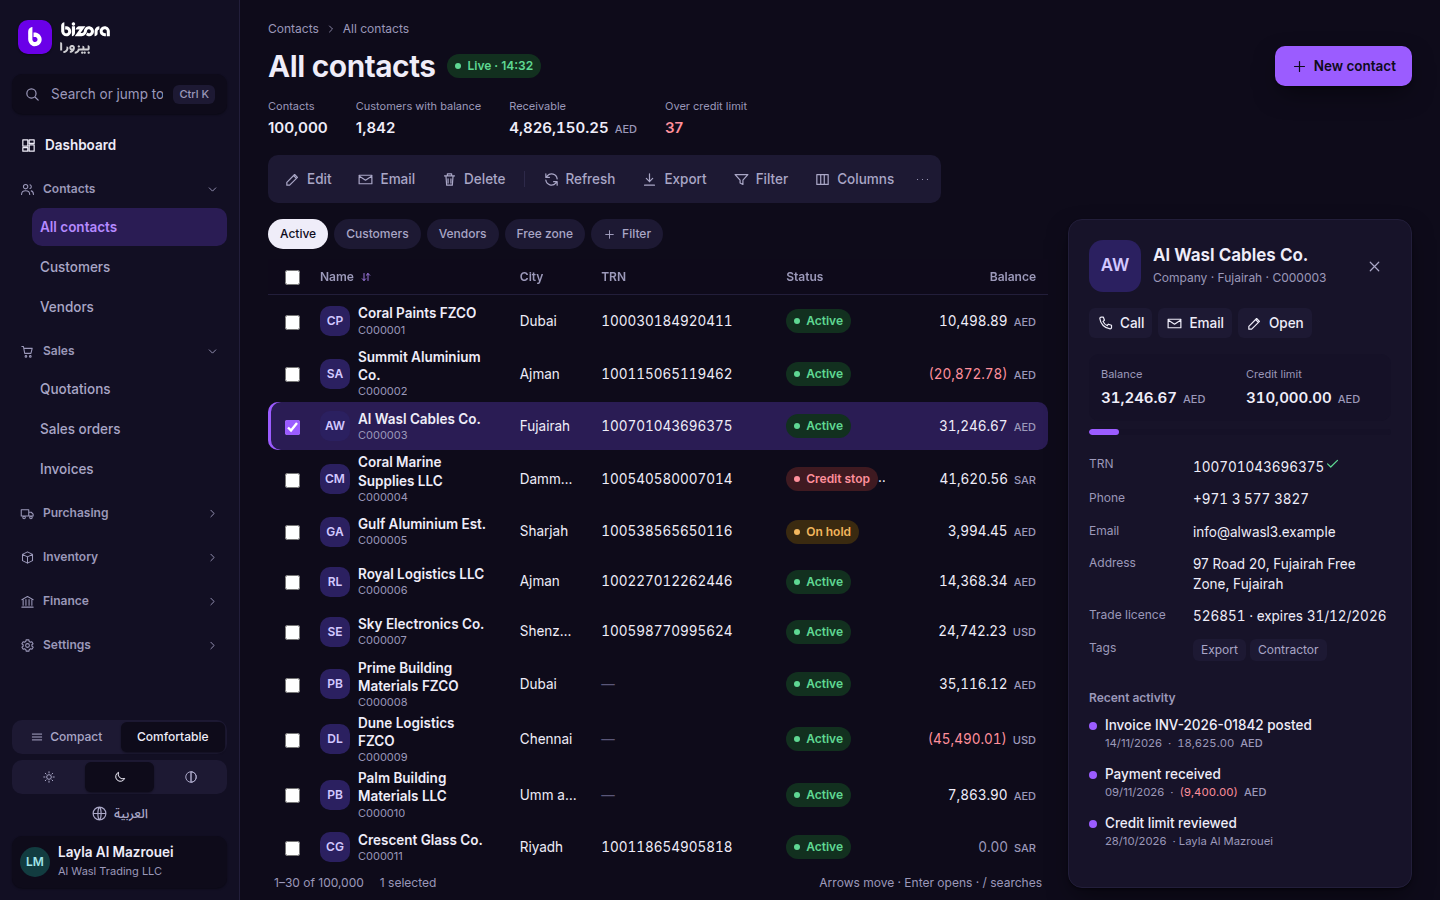 bizora
بيزورا
Search or jump to
Ctrl K
Dashboard
Contacts
All contacts
Customers
Vendors
Sales
Quotations
Sales orders
Invoices
Purchasing
Inventory
Finance
Settings
Compact
Comfortable
العربية
LM
Layla Al Mazrouei
Al Wasl Trading LLC
Contacts
All contacts
All contacts
Live · 14:32
New contact
Contacts
100,000
Customers with balance
1,842
Receivable
4,826,150.25 AED
Over credit limit
37
Edit
Email
Delete
Refresh
Export
Filter
Columns
···
Active
Customers
Vendors
Free zone
Filter
Name City TRN Status Balance
CP Coral Paints FZCO Dubai 100030184920411 Active 10,498.89 AED
C000001
SA Summit Aluminium
Co. Ajman 100115065119462 Active (20,872.78) AED
C000002
AW Al Wasl Cables Co. Fujairah 100701043696375 Active 31,246.67 AED
C000003
CM Coral Marine
Supplies LLC Damm... 100540580007014 Credit stop .. 41,620.56 SAR
C000004
GA Gulf Aluminium Est. Sharjah 100538565650116 On hold 3,994.45 AED
C000005
RL Royal Logistics LLC Ajman 100227012262446 Active 14,368.34 AED
C000006
SE Sky Electronics Co. Shenz... 100598770995624 Active 24,742.23 USD
C000007
PB Prime Building
Materials FZCO Dubai — Active 35,116.12 AED
C000008
DL Dune Logistics
FZCO Chennai — Active (45,490.01) USD
C000009
PB Palm Building
Materials LLC Umm a... — Active 7,863.90 AED
C000010
CG Crescent Glass Co. Riyadh 100118654905818 Active 0.00 SAR
C000011
1–30 of 100,000 1 selected
Arrows move · Enter opens · / searches
AW
Al Wasl Cables Co.
Company · Fujairah · C000003
Call
Email
Open
Balance
31,246.67 AED
Credit limit
310,000.00 AED
TRN 100701043696375
Phone +971 3 577 3827
Email info@alwasl3.example
Address 97 Road 20, Fujairah Free
Zone, Fujairah
Trade licence 526851 · expires 31/12/2026
Tags Export Contractor
Recent activity
Invoice INV-2026-01842 posted
14/11/2026 · 18,625.00 AED
Payment received
09/11/2026 · (9,400.00) AED
Credit limit reviewed
28/10/2026 · Layla Al Mazrouei